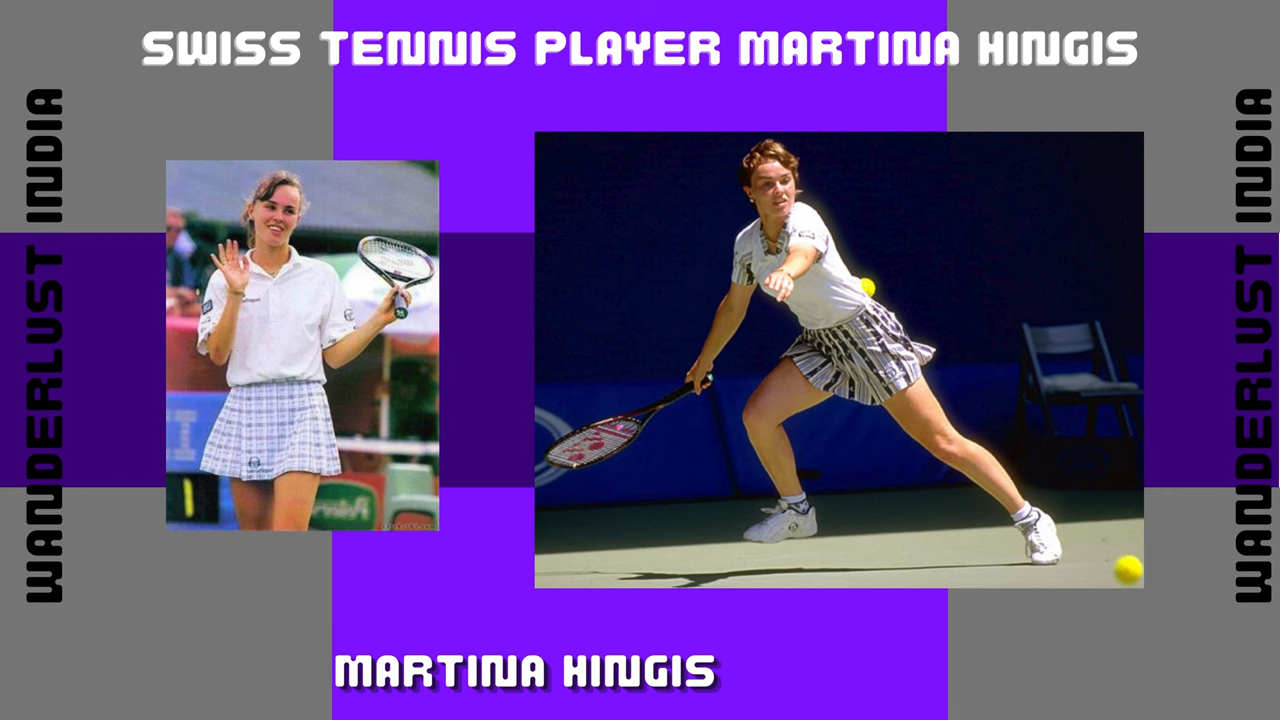 SWISS TENNIS PLAYER MARTINA HINGIS
WANDERLUST INDIA
WANDERLUST INDIA
MARTINA HINGIS